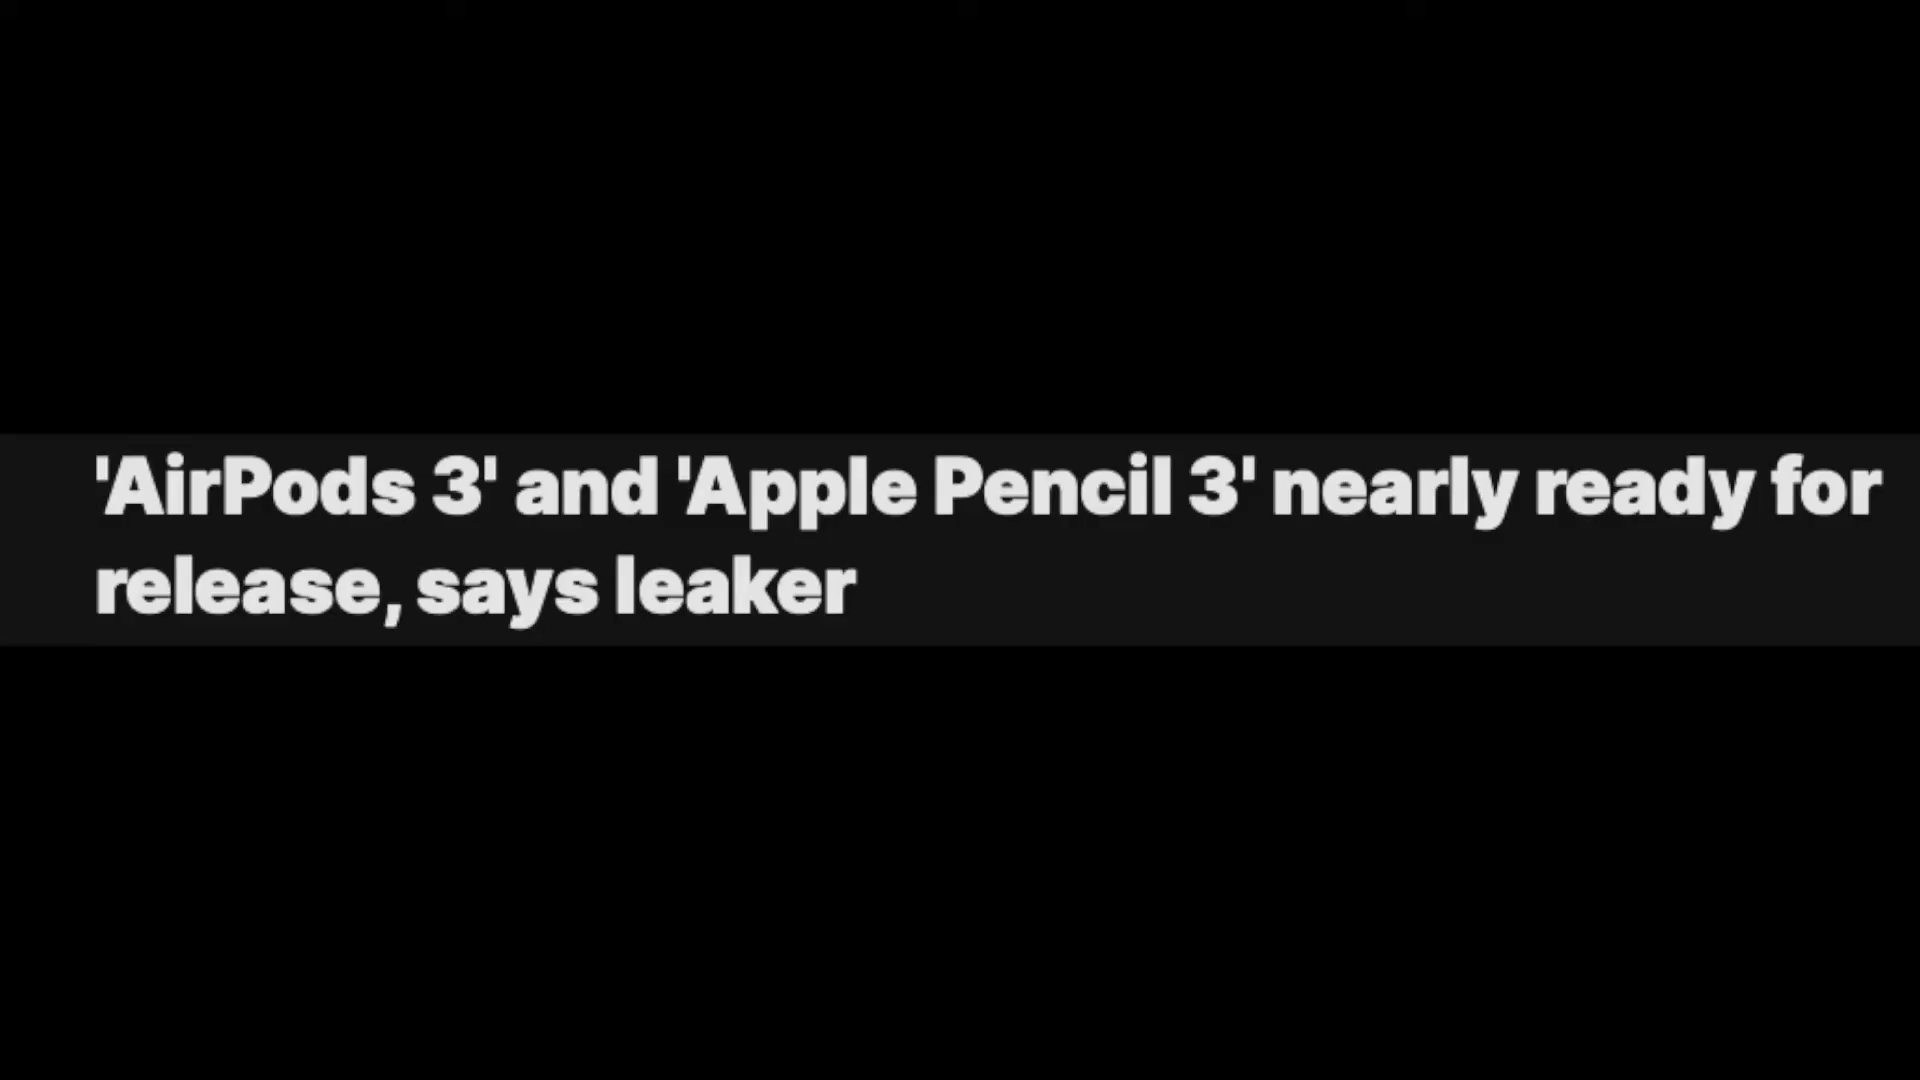 'AirPods 3' and 'Apple Pencil 3' nearly ready for
release, says leaker